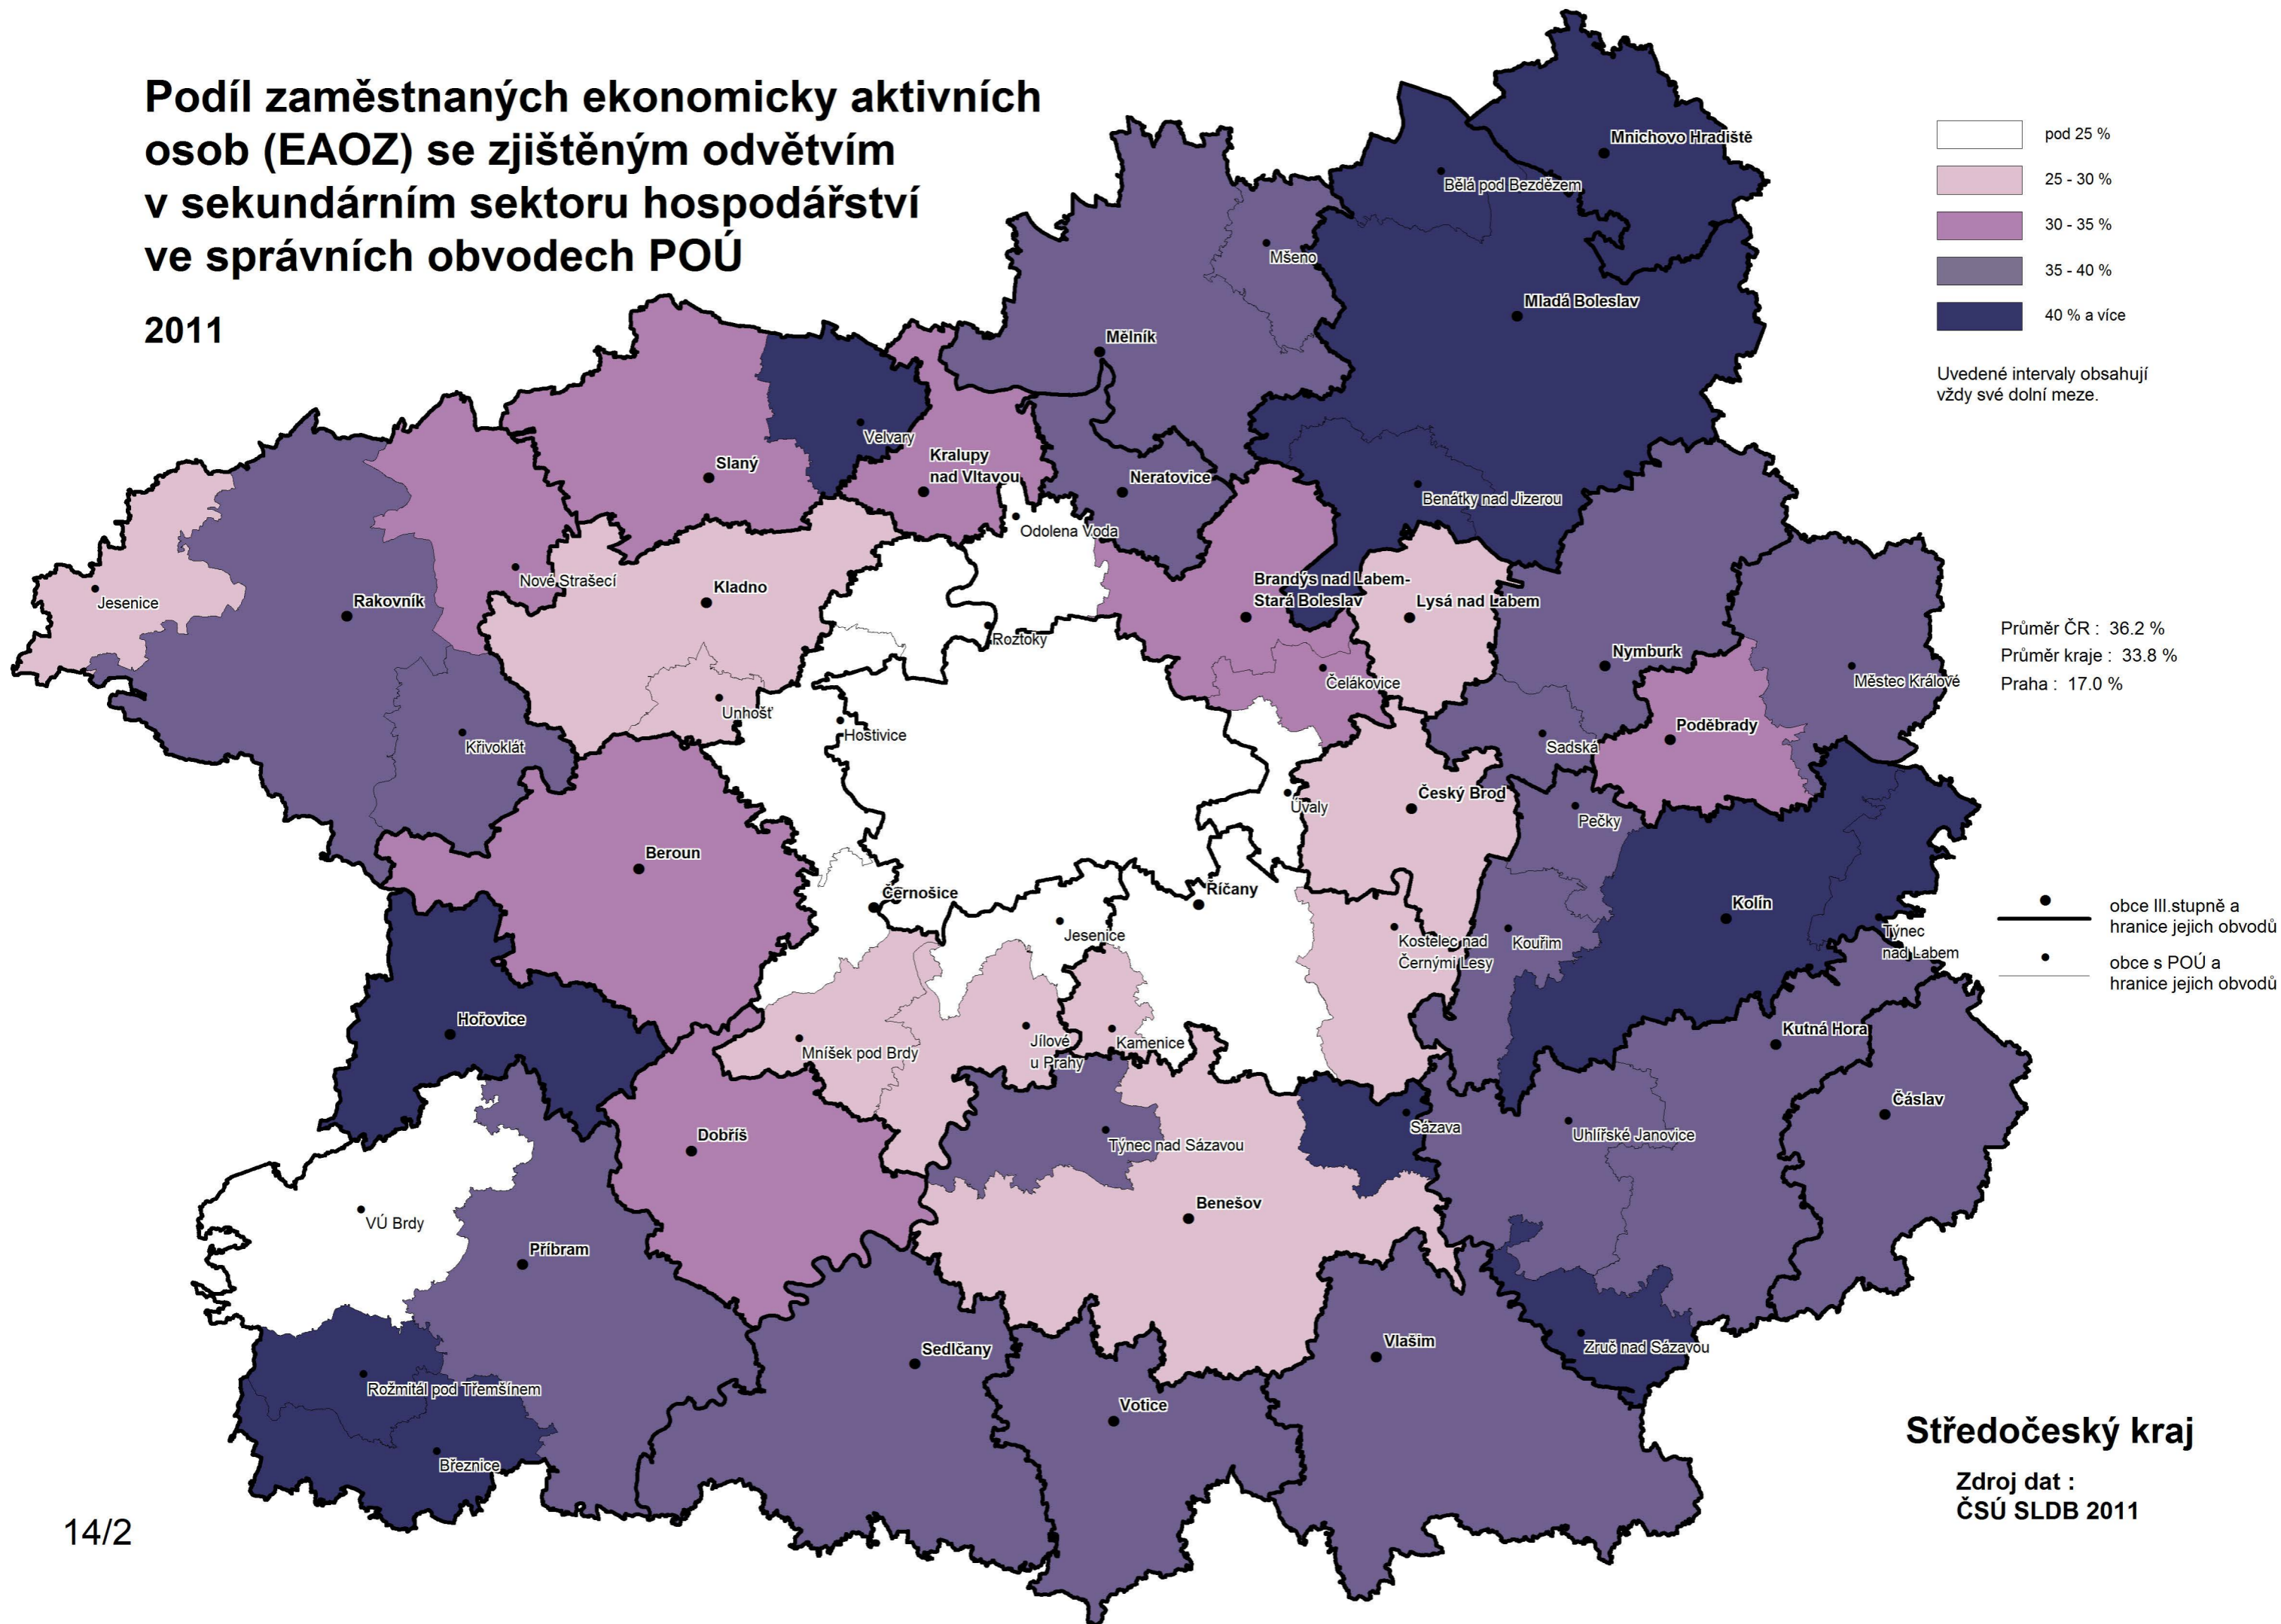 Podíl zaměstnaných ekonomicky aktivních
osob (EAOZ) se zjištěným odvětvím
v sekundárním sektoru hospodářství
ve správních obvodech POÚ
2011
pod 25 %
25 - 30 %
30 - 35 %
35 - 40 %
40 % a více
Uvedené intervaly obsahují
vždy své dolní meze.
Mnichovo Hradiště
Bělá pod Bezdězem
Mšeno
Mladá Boleslav
Mělník
Velvary
Slaný
Kralupy
nad Vltavou
Neratovice
Benátky nad Jizerou
Odolena Voda
Nové Strašecí
Kladno
Brandýs nad Labem-
Stará Boleslav
Lysá nad Labem
Jesenice
Rakovník
Roztoky
Průměr ČR : 36.2 %
Průměr kraje : 33.8 %
Praha : 17.0 %
Nymburk
Městec Králové
Čelákovice
Unhošť
Hostivice
Křivoklát
Sadská
Poděbrady
Úvaly
Český Brod
Pečky
Beroun
Černošice
Říčany
Kolín
obce III.stupně a
hranice jejich obvodů
obce s POÚ a
hranice jejich obvodů
Jesenice
Kostelec nad
Černými Lesy
Kouřim
Týnec
nad Labem
Hořovice
Mníšek pod Brdy
Jílové
u Prahy
Kamenice
Kutná Hora
Čáslav
Dobříš
Týnec nad Sázavou
Sázava
Uhlířské Janovice
VÚ Brdy
Benešov
Příbram
Sedlčany
Vlašim
Zruč nad Sázavou
Rožmitál pod Třemšínem
Votice
Březnice
Středočeský kraj
Zdroj dat :
ČSÚ SLDB 2011
14/2